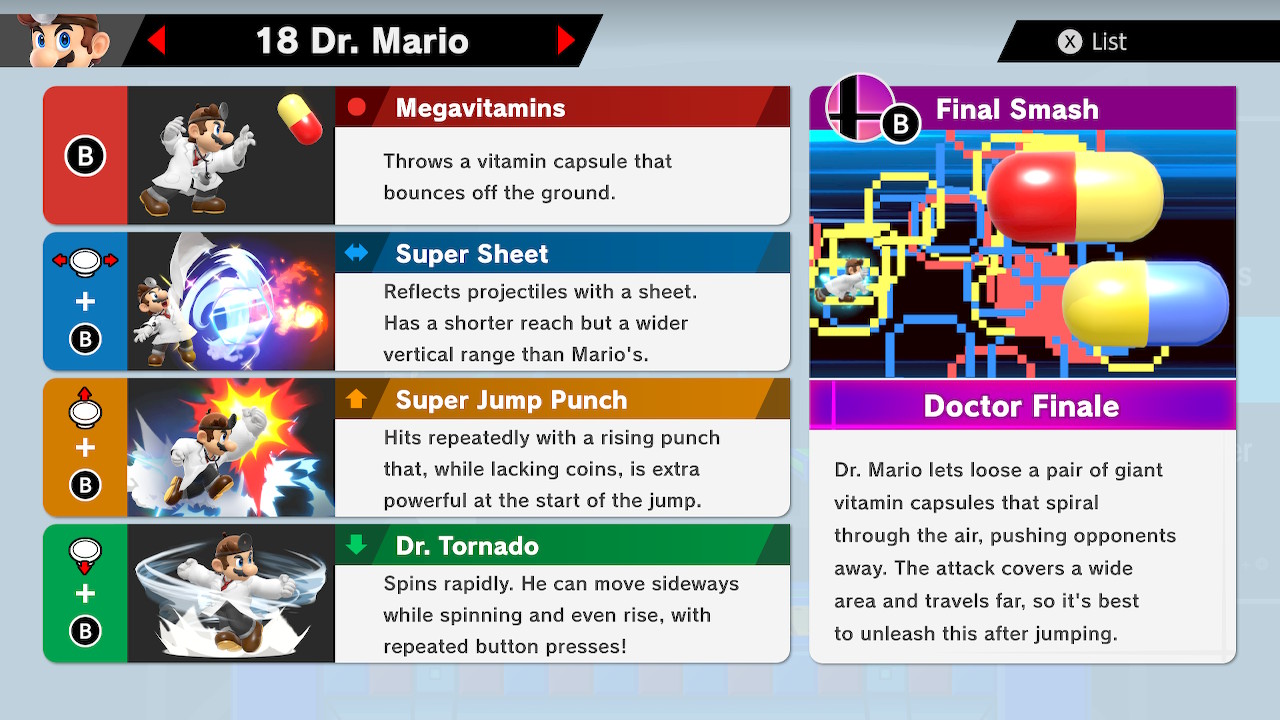 18 Dr. Mario
X List
B
Megavitamins
Throws a vitamin capsule that
bounces off the ground.
+
B
Super Sheet
Reflects projectiles with a sheet.
Has a shorter reach but a wider
vertical range than Mario's.
+
B
Super Jump Punch
Hits repeatedly with a rising punch
that, while lacking coins, is extra
powerful at the start of the jump.
+
B
Dr. Tornado
Spins rapidly. He can move sideways
while spinning and even rise, with
repeated button presses!
B
Final Smash
Doctor Finale
Dr. Mario lets loose a pair of giant
vitamin capsules that spiral
through the air, pushing opponents
away. The attack covers a wide
area and travels far, so it's best
to unleash this after jumping.